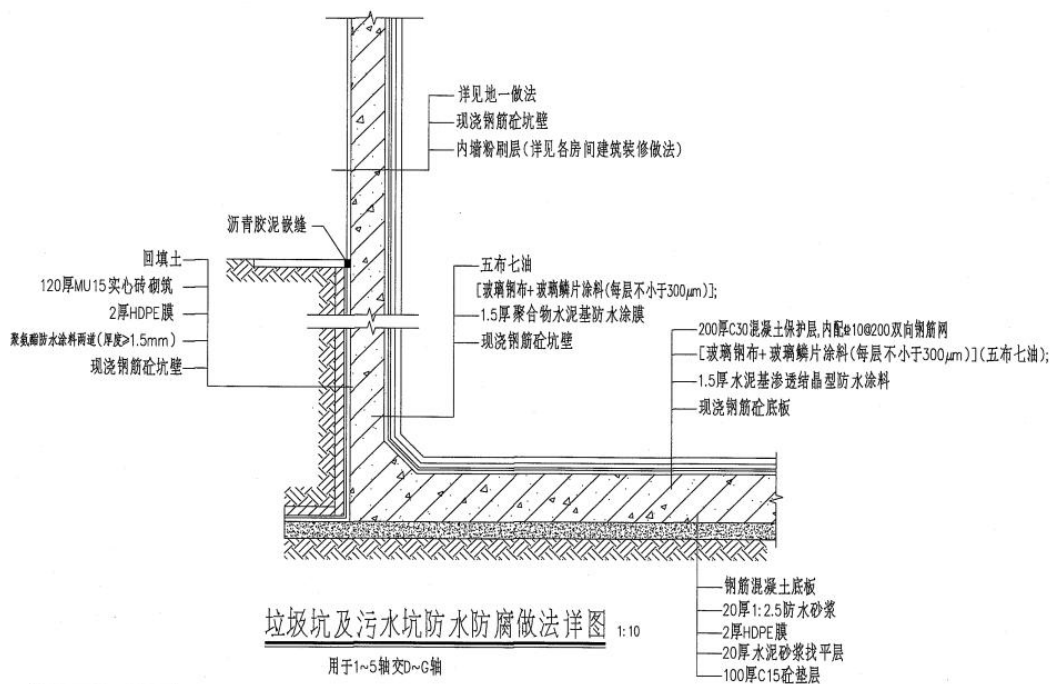 详见地一做法
现浇钢筋砼坑壁
内墙粉刷层(详见各房间建筑装修做法)
沥青胶泥嵌缝
回填土
120厚MU15实心砖砌筑
2厚HDPE膜
聚氨酯防水涂料两道(厚度≥1.5mm)
现浇钢筋砼坑壁
五布七油
[玻璃钢布+玻璃鳞片涂料(每层不小于300μm)];
1.5厚聚合物水泥基防水涂膜
现浇钢筋砼坑壁
200厚C30混凝土保护层,内配⌀10@200双向钢筋网
[玻璃钢布+玻璃鳞片涂料(每层不小于300μm)](五布七油);
1.5厚水泥基渗透结晶型防水涂料
现浇钢筋砼底板
钢筋混凝土底板
20厚1:2.5防水砂浆
2厚HDPE膜
20厚水泥砂浆找平层
100厚C15砼垫层
垃圾坑及污水坑防水防腐做法详图 1:10
用于1~5轴交D~G轴